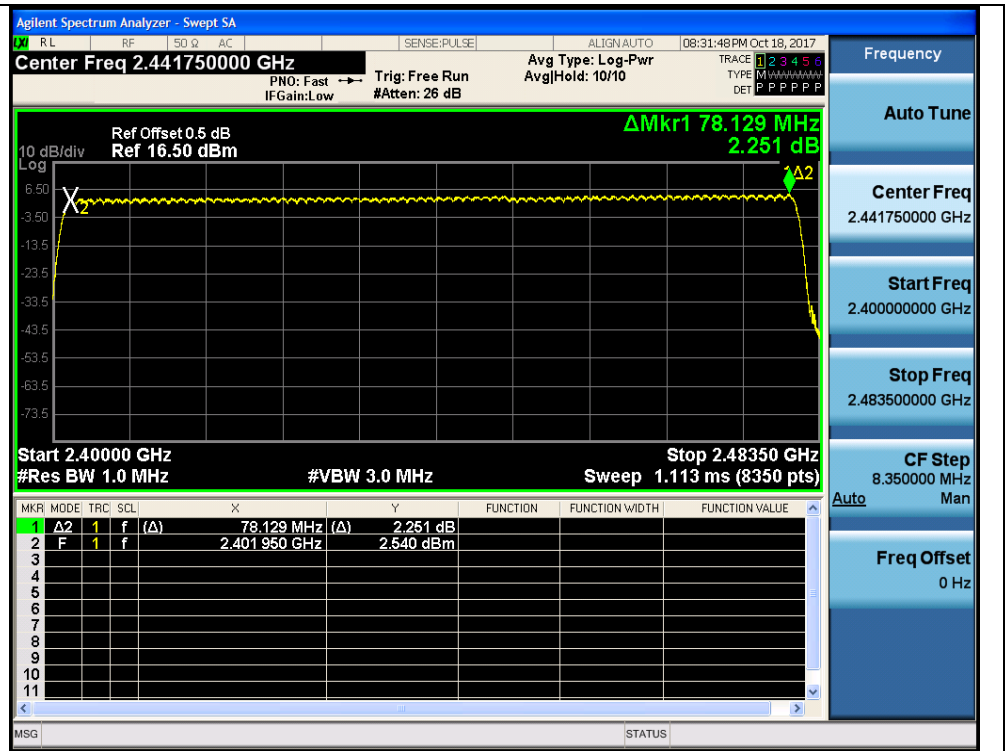 Agilent Spectrum Analyzer - Swept SA
LXI RL RF 50 Ω AC SENSE:PULSE ALIGN AUTO 08:31:48 PM Oct 18, 2017
Center Freq 2.441750000 GHz Avg Type: Log-Pwr TRACE 1 2 3 4 5 6
PNO: Fast Trig: Free Run Avg|Hold: 10/10 TYPE M WWWWW
IFGain:Low #Atten: 26 dB DET P P P P P P
ΔMkr1 78.129 MHz
Ref Offset 0.5 dB
10 dB/div Ref 16.50 dBm 2.251 dB
Log
1Δ2
6.50
2
-3.50
-13.5
-23.5
-33.5
-43.5
-53.5
-63.5
-73.5
Start 2.40000 GHz Stop 2.48350 GHz
#Res BW 1.0 MHz #VBW 3.0 MHz Sweep 1.113 ms (8350 pts)
MKR MODE TRC SCL X Y FUNCTION FUNCTION WIDTH FUNCTION VALUE
1 Δ2 1 f (Δ) 78.129 MHz (Δ) 2.251 dB
2 F 1 f 2.401 950 GHz 2.540 dBm
3
4
5
6
7
8
9
10
11
MSG STATUS
Frequency
Auto Tune
Center Freq
2.441750000 GHz
Start Freq
2.400000000 GHz
Stop Freq
2.483500000 GHz
CF Step
8.350000 MHz
Auto Man
Freq Offset
0 Hz